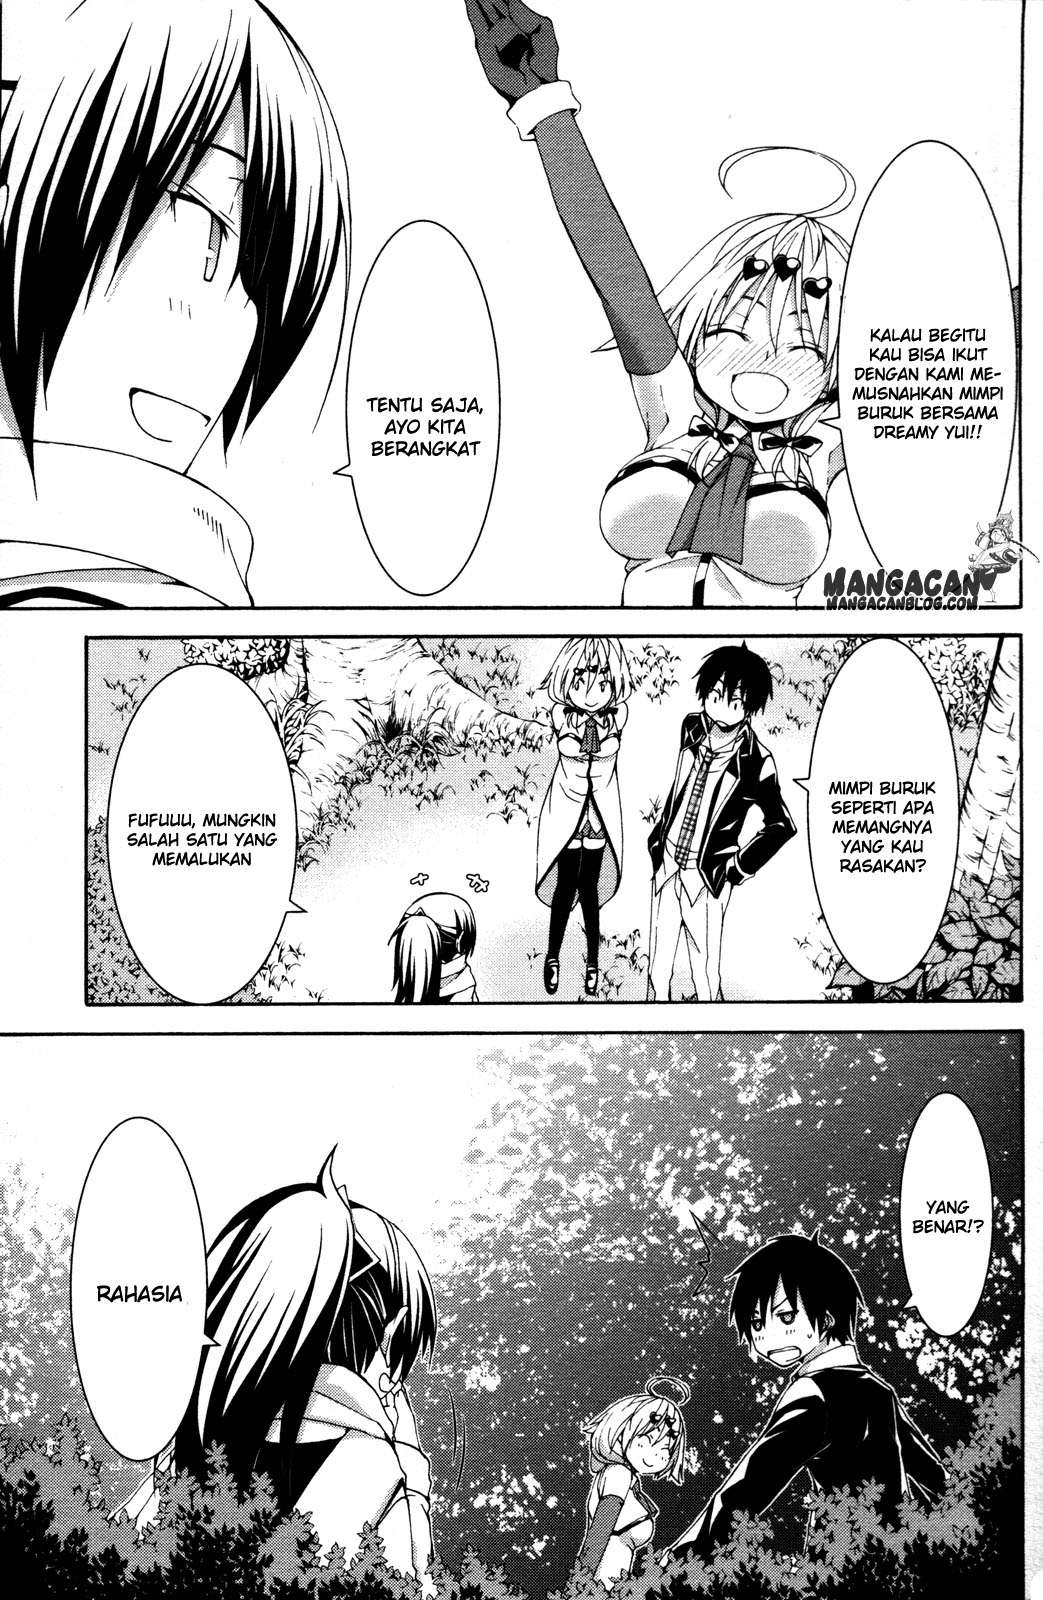 KALAU BEGITU
KAU BISA IKUT
DENGAN KAMI ME-
MUSNAHKAN MIMPI
BURUK BERSAMA
DREAMY YUI!!
TENTU SAJA,
AYO KITA
BERANGKAT
MANGACAN
MANGACANBLOG.COM
MIMPI BURUK
SEPERTI APA
MEMANGNYA
YANG KAU
RASAKAN?
FUFUUU, MUNGKIN
SALAH SATU YANG
MEMALUKAN
YANG
BENAR!?
RAHASIA